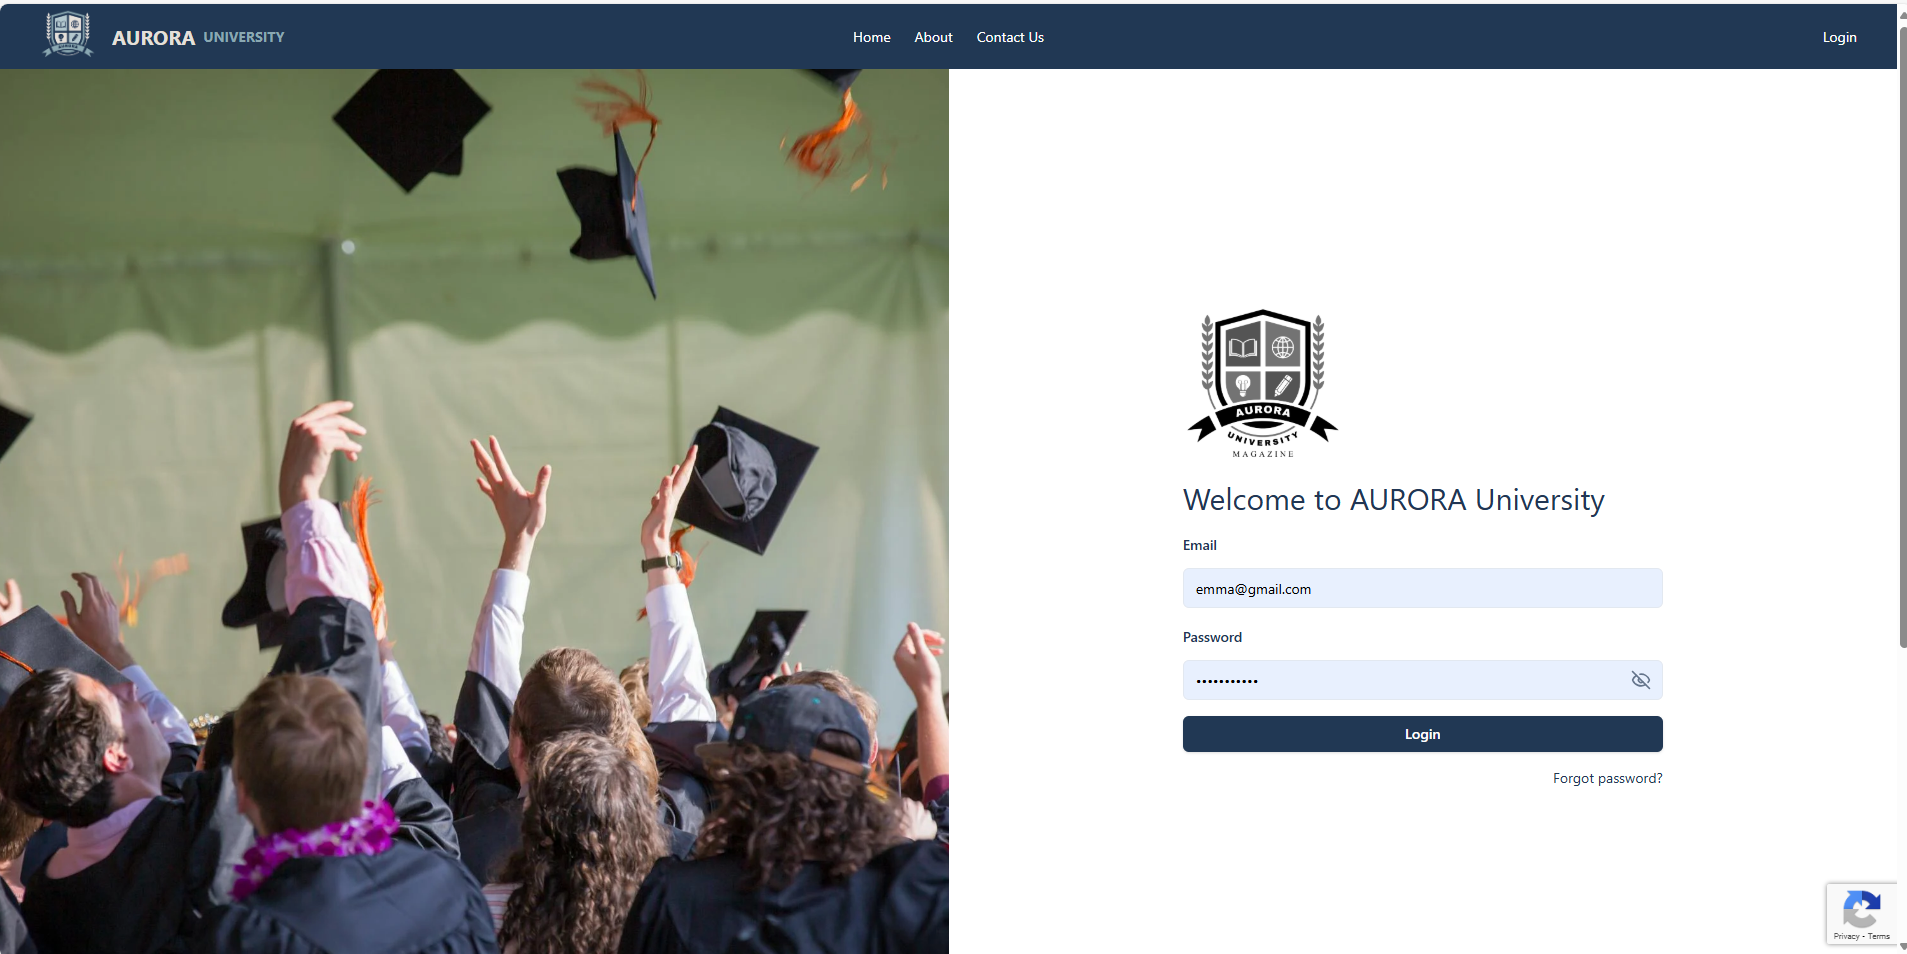 AURORA UNIVERSITY
Home About Contact Us
Login
AURORA
UNIVERSITY
MAGAZINE
Welcome to AURORA University
Email
emma@gmail.com
Password
•••••••••••
Login
Forgot password?
Privacy - Terms